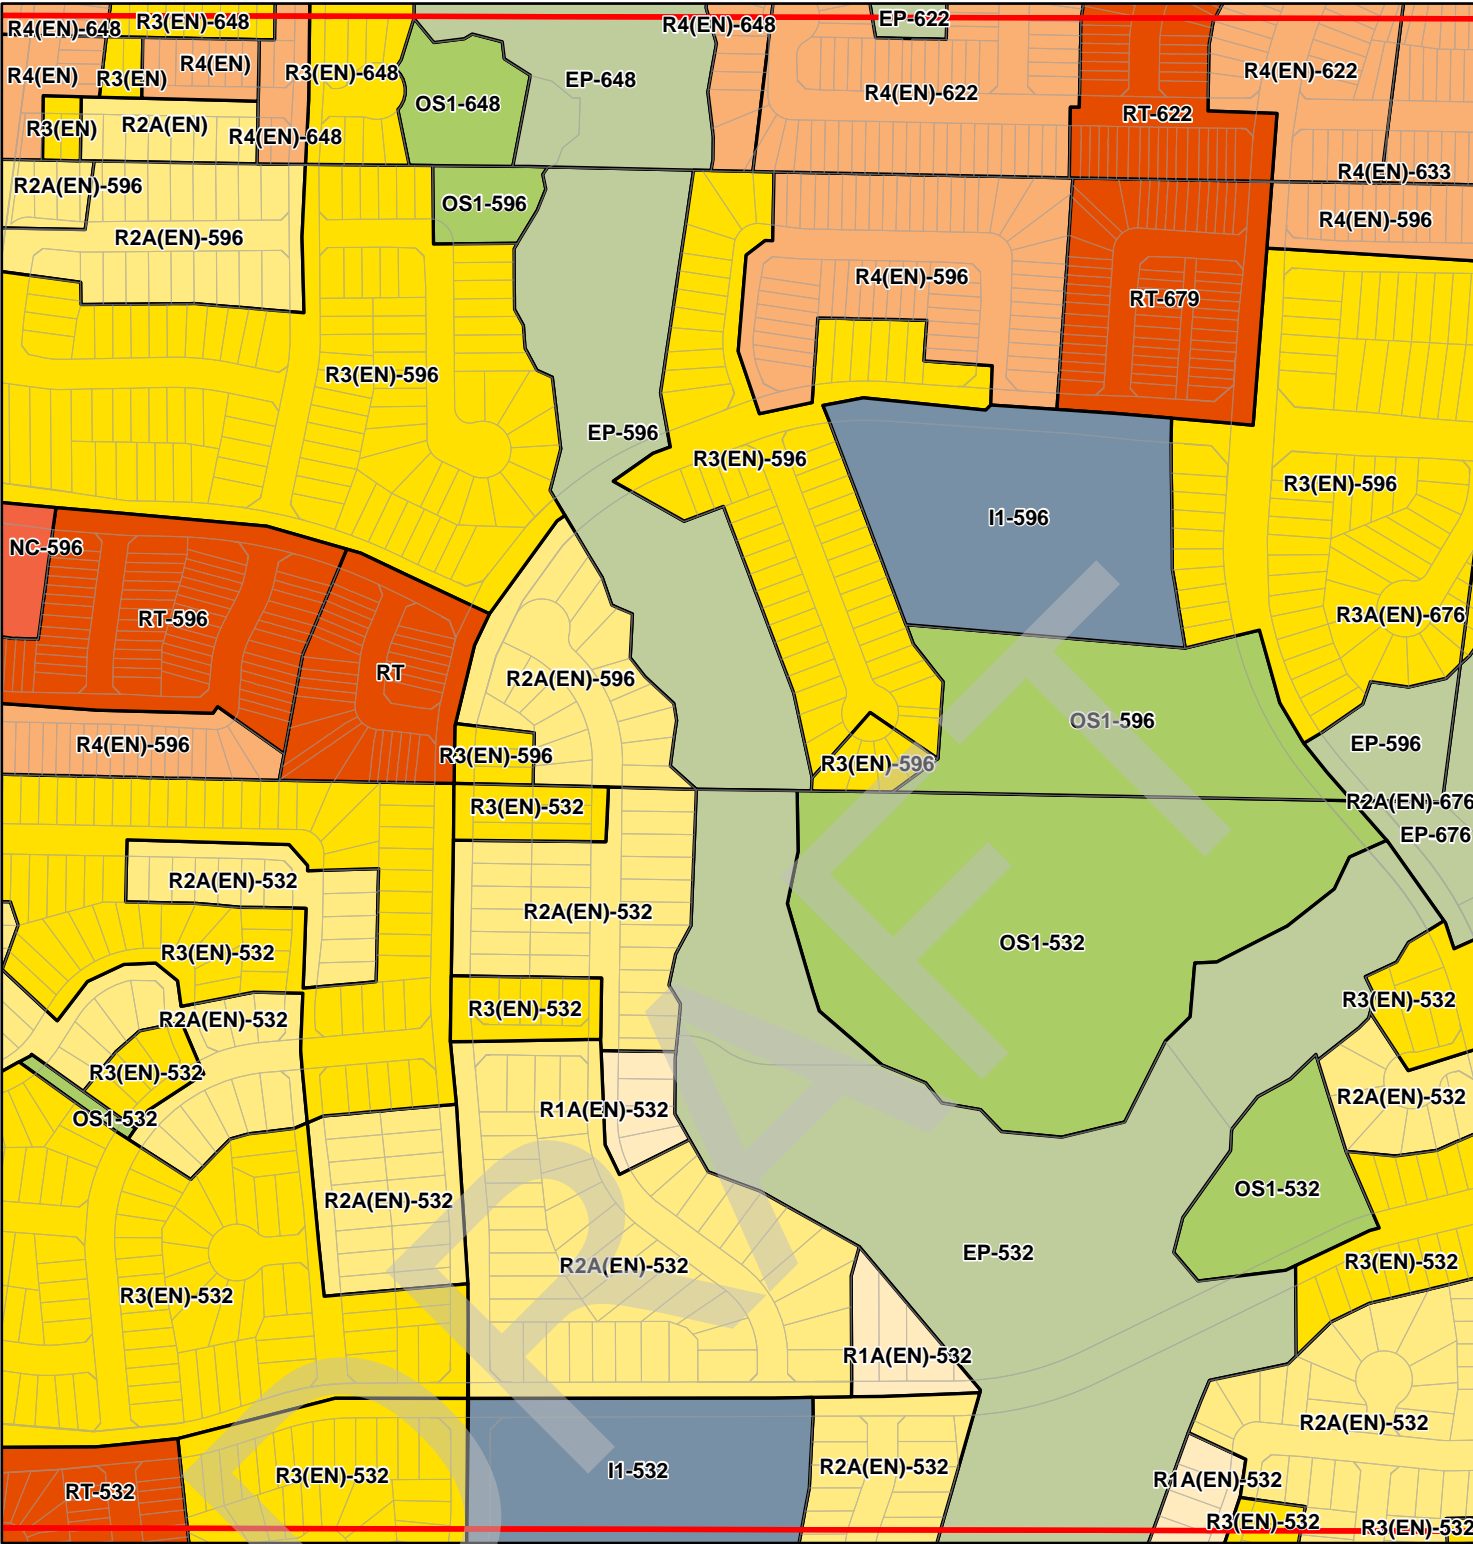 R4(EN)-648
R3(EN)-648
R4(EN)-648
EP-622
R4(EN)
R3(EN)
R4(EN)
R3(EN)-648
EP-648
R4(EN)-622
R4(EN)-622
OS1-648
RT-622
R3(EN)
R2A(EN)
R4(EN)-648
R4(EN)-633
R2A(EN)-596
OS1-596
R4(EN)-596
R2A(EN)-596
R4(EN)-596
RT-679
R3(EN)-596
EP-596
R3(EN)-596
R3(EN)-596
I1-596
NC-596
RT-596
R3A(EN)-676
RT
R2A(EN)-596
OS1-596
R4(EN)-596
R3(EN)-596
R3(EN)-596
EP-596
R3(EN)-532
R2A(EN)-676
EP-676
R2A(EN)-532
R2A(EN)-532
R3(EN)-532
OS1-532
R3(EN)-532
R3(EN)-532
R2A(EN)-532
R3(EN)-532
R2A(EN)-532
OS1-532
R1A(EN)-532
R2A(EN)-532
OS1-532
EP-532
R2A(EN)-532
R3(EN)-532
R3(EN)-532
R1A(EN)-532
R2A(EN)-532
R3(EN)-532
I1-532
R2A(EN)-532
R1A(EN)-532
RT-532
R3(EN)-532
R3(EN)-532
DRAFT